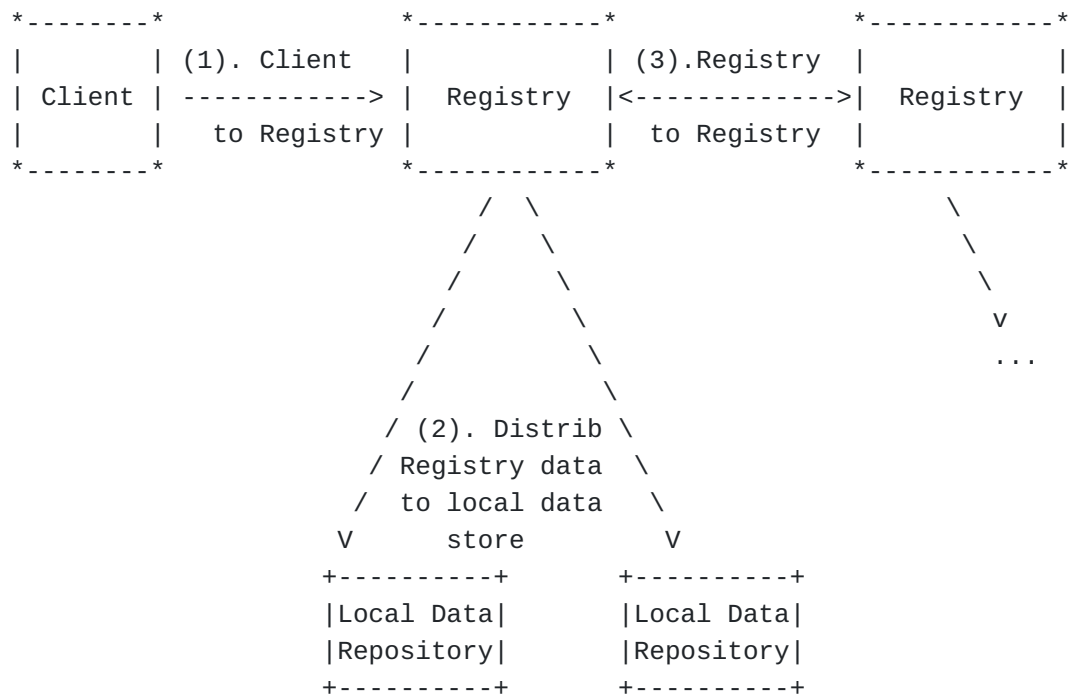 *--------*               *------------*               *------------*
|        | (1). Client   |            | (3).Registry  |            |
| Client | ------------> |  Registry  |<------------->|  Registry  |
|        |   to Registry |            |  to Registry  |            |
*--------*               *------------*               *------------*
                              /  \                          \
                             /    \                          \
                            /      \                          \
                           /        \                          v
                          /          \                         ...
                         /            \
                        / (2). Distrib \
                       / Registry data  \
                      /  to local data   \
                     V      store         V
                    +----------+       +----------+
                    |Local Data|       |Local Data|
                    |Repository|       |Repository|
                    +----------+       +----------+